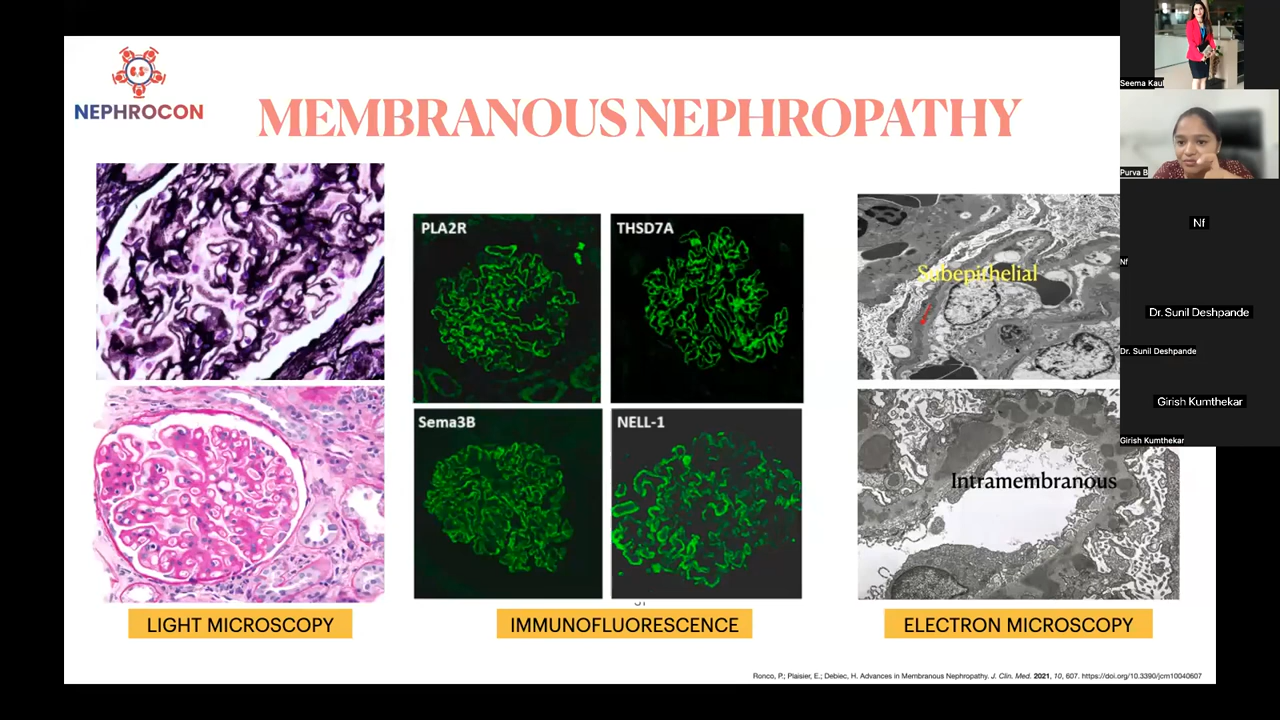 NEPHROCON
MEMBRANOUS NEPHROPATHY
PLA2R
THSD7A
Sema3B
NELL-1
Subepithelial
Intramembranous
LIGHT MICROSCOPY
IMMUNOFLUORESCENCE
ELECTRON MICROSCOPY
Ronco, P.; Plaisier, E.; Debiec, H. Advances in Membranous Nephropathy. J. Clin. Med. 2021, 10, 607. https://doi.org/10.3390/jcm10040607
Seema Kaul
Purva B
Nf
Nf
Dr. Sunil Deshpande
Dr. Sunil Deshpande
Girish Kumthekar
Girish Kumthekar